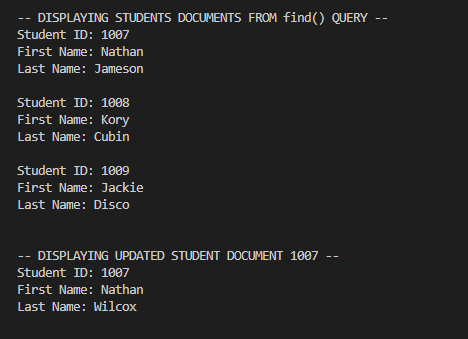 -- DISPLAYING STUDENTS DOCUMENTS FROM find() QUERY --
Student ID: 1007
First Name: Nathan
Last Name: Jameson
Student ID: 1008
First Name: Kory
Last Name: Cubin
Student ID: 1009
First Name: Jackie
Last Name: Disco
-- DISPLAYING UPDATED STUDENT DOCUMENT 1007 --
Student ID: 1007
First Name: Nathan
Last Name: Wilcox